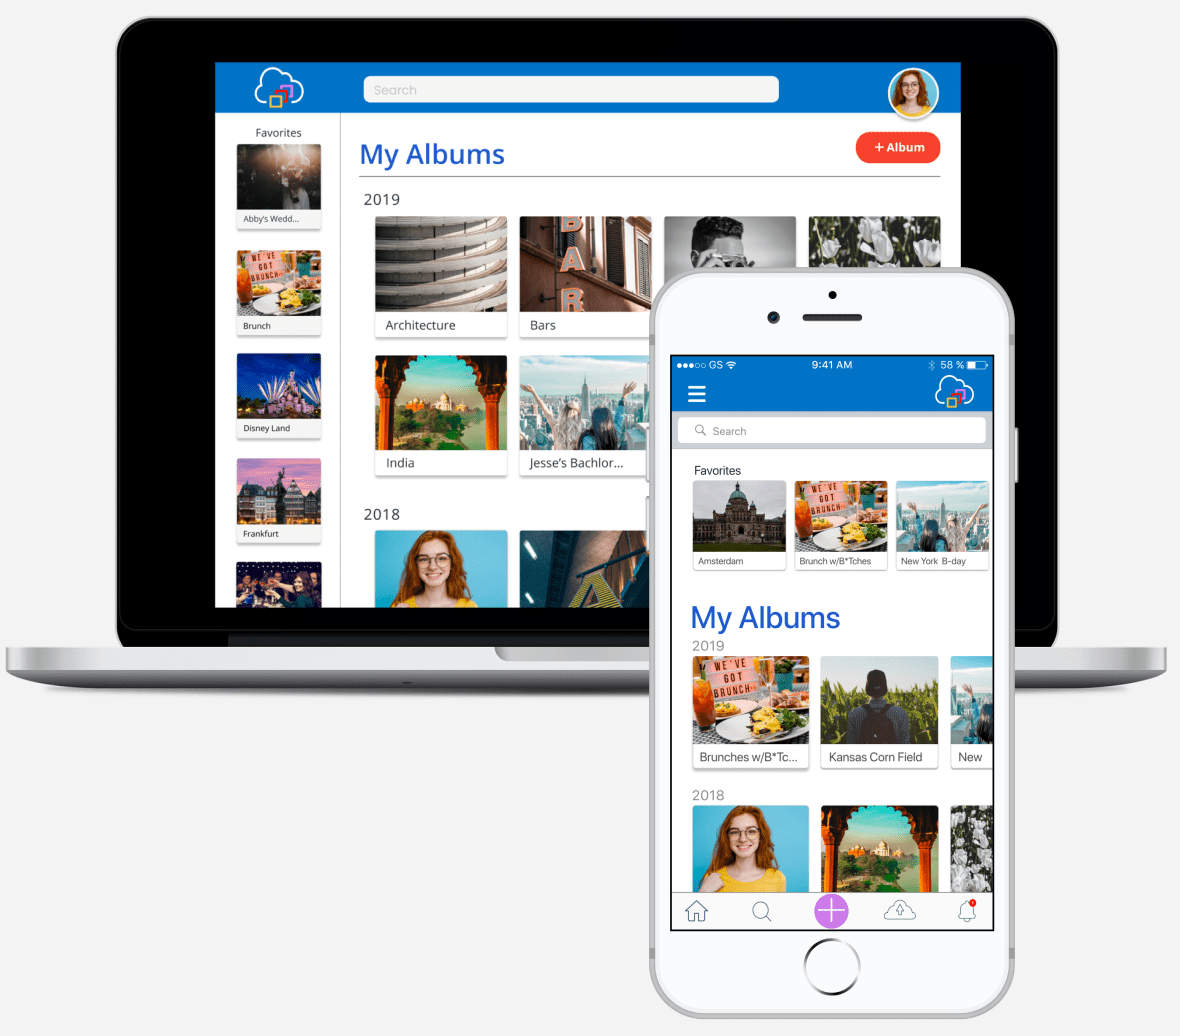 Search
Favorites
My Albums
+ Album
2019
Abby's Wedd...
BAR
Architecture
Bars
WE'VE
GOT
BRUNCH
Brunch
India
Jesse's Bachlor...
Disney Land
2018
Frankfurt
GS
9:41 AM
58 %
Search
Favorites
WE'VE
GOT
BRUNCH
Amsterdam
Brunch w/B*Tches
New York B-day
My Albums
2019
WE'VE
GOT
BRUNCH
Brunches w/B*Tc...
Kansas Corn Field
New
2018